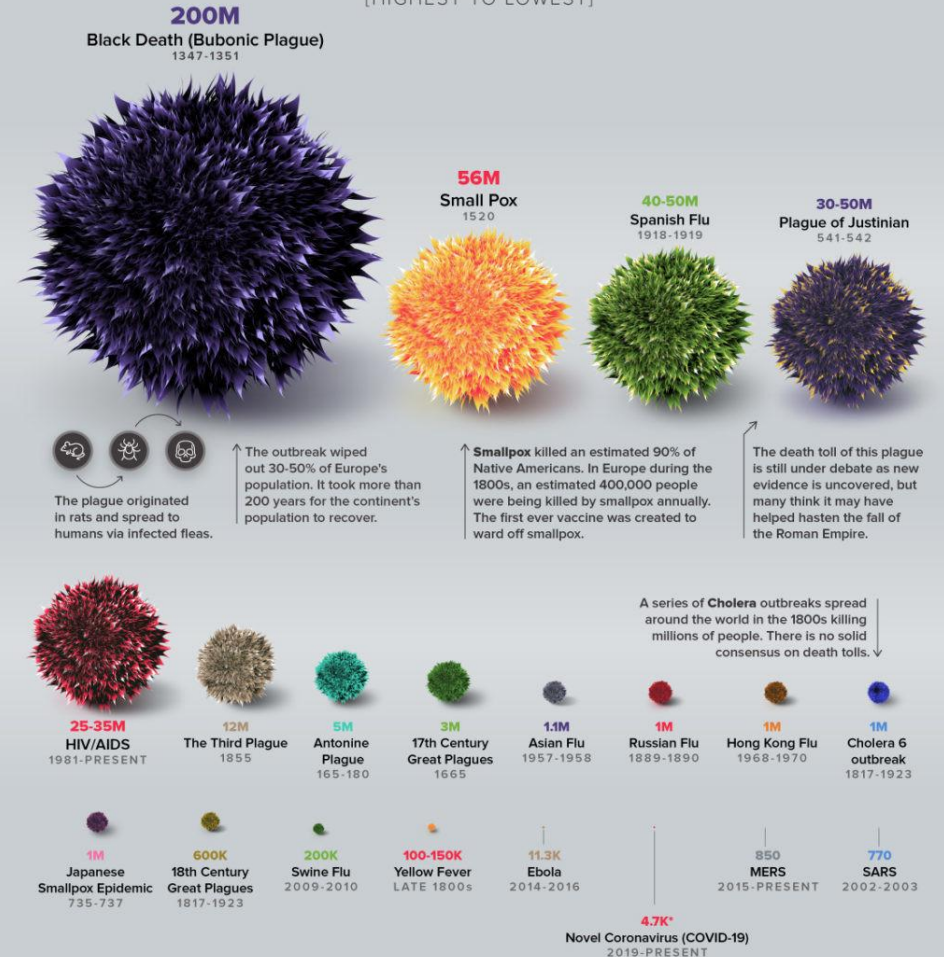 [HIGHEST TO LOWEST]
200M
Black Death (Bubonic Plague)
1347-1351
56M
Small Pox
1520
40-50M
Spanish Flu
1918-1919
30-50M
Plague of Justinian
541-542
The plague originated
in rats and spread to
humans via infected fleas.
The outbreak wiped
out 30-50% of Europe's
population. It took more than
200 years for the continent's
population to recover.
Smallpox killed an estimated 90% of
Native Americans. In Europe during the
1800s, an estimated 400,000 people
were being killed by smallpox annually.
The first ever vaccine was created to
ward off smallpox.
The death toll of this plague
is still under debate as new
evidence is uncovered, but
many think it may have
helped hasten the fall of
the Roman Empire.
A series of Cholera outbreaks spread
around the world in the 1800s killing
millions of people. There is no solid
consensus on death tolls.
25-35M
HIV/AIDS
1981-PRESENT
12M
The Third Plague
1855
5M
Antonine
Plague
165-180
3M
17th Century
Great Plagues
1665
1.1M
Asian Flu
1957-1958
1M
Russian Flu
1889-1890
1M
Hong Kong Flu
1968-1970
1M
Cholera 6
outbreak
1817-1923
1M
Japanese
Smallpox Epidemic
735-737
600K
18th Century
Great Plagues
1817-1923
200K
Swine Flu
2009-2010
100-150K
Yellow Fever
LATE 1800s
11.3K
Ebola
2014-2016
4.7K*
Novel Coronavirus (COVID-19)
2019-PRESENT
850
MERS
2015-PRESENT
770
SARS
2002-2003